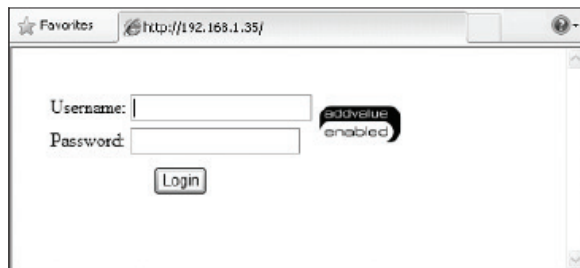 Favorites
http://192.168.1.35/
Username:
addvalue
enabled
Password:
Login